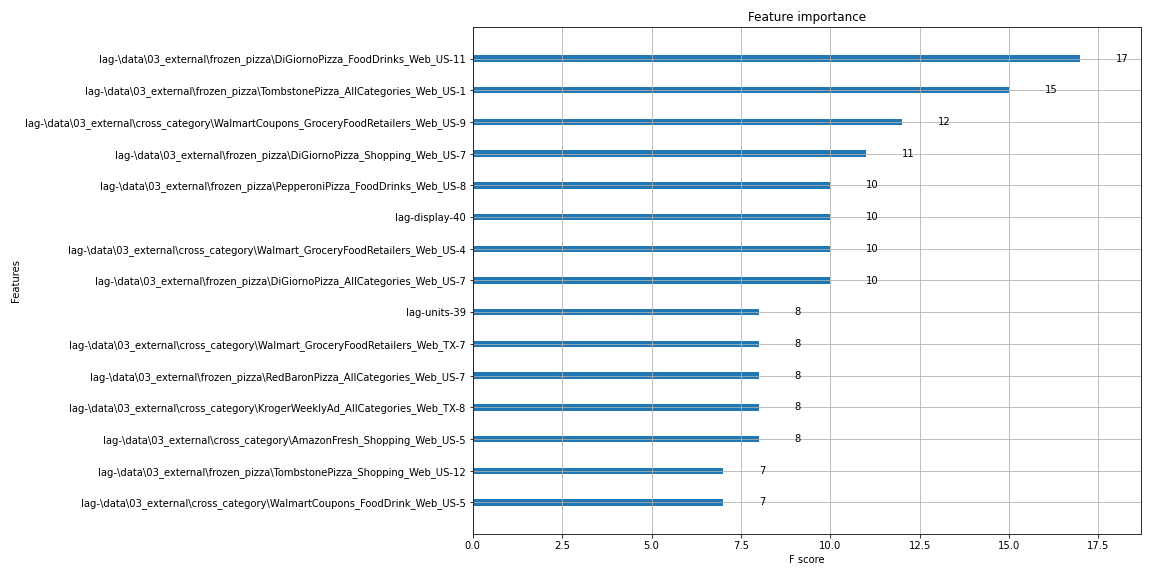 Feature importance
lag-\data\03_external\frozen_pizza\DiGiornoPizza_FoodDrinks_Web_US-11 17
lag-\data\03_external\frozen_pizza\TombstonePizza_AllCategories_Web_US-1 15
lag-\data\03_external\cross_category\WalmartCoupons_GroceryFoodRetailers_Web_US-9 12
lag-\data\03_external\frozen_pizza\DiGiornoPizza_Shopping_Web_US-7 11
lag-\data\03_external\frozen_pizza\PepperoniPizza_FoodDrinks_Web_US-8 10
lag-display-40 10
lag-\data\03_external\cross_category\Walmart_GroceryFoodRetailers_Web_US-4 10
lag-\data\03_external\frozen_pizza\DiGiornoPizza_AllCategories_Web_US-7 10
lag-units-39 8
lag-\data\03_external\cross_category\Walmart_GroceryFoodRetailers_Web_TX-7 8
lag-\data\03_external\frozen_pizza\RedBaronPizza_AllCategories_Web_US-7 8
lag-\data\03_external\cross_category\KrogerWeeklyAd_AllCategories_Web_TX-8 8
lag-\data\03_external\cross_category\AmazonFresh_Shopping_Web_US-5 8
lag-\data\03_external\frozen_pizza\TombstonePizza_Shopping_Web_US-12 7
lag-\data\03_external\cross_category\WalmartCoupons_FoodDrink_Web_US-5 7
Features
0.0 2.5 5.0 7.5 10.0 12.5 15.0 17.5
F score